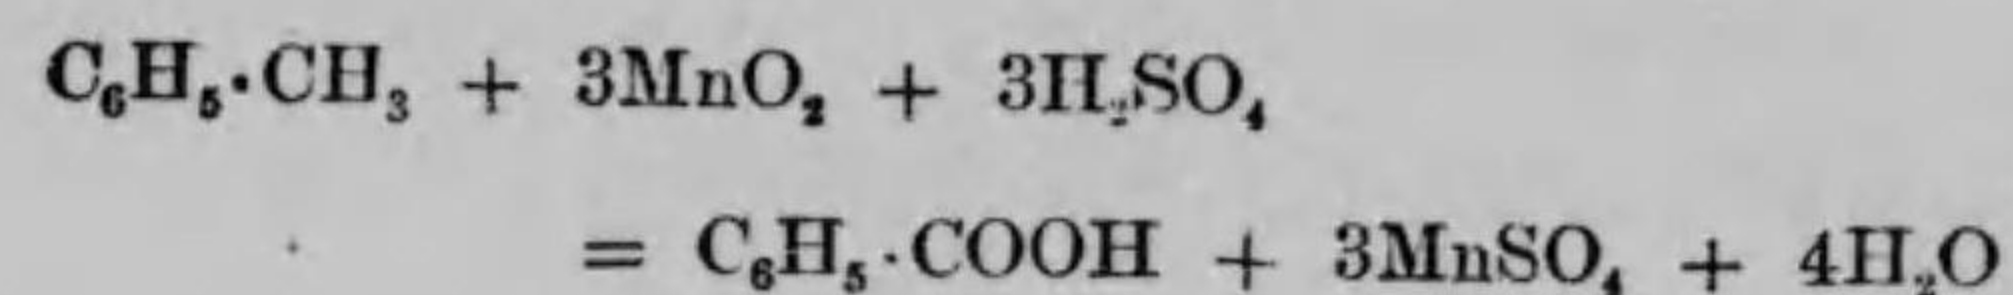 C₆H₅·CH₃ + 3MnO₂ + 3H₂SO₄
= C₆H₅·COOH + 3MnSO₄ + 4H₂O